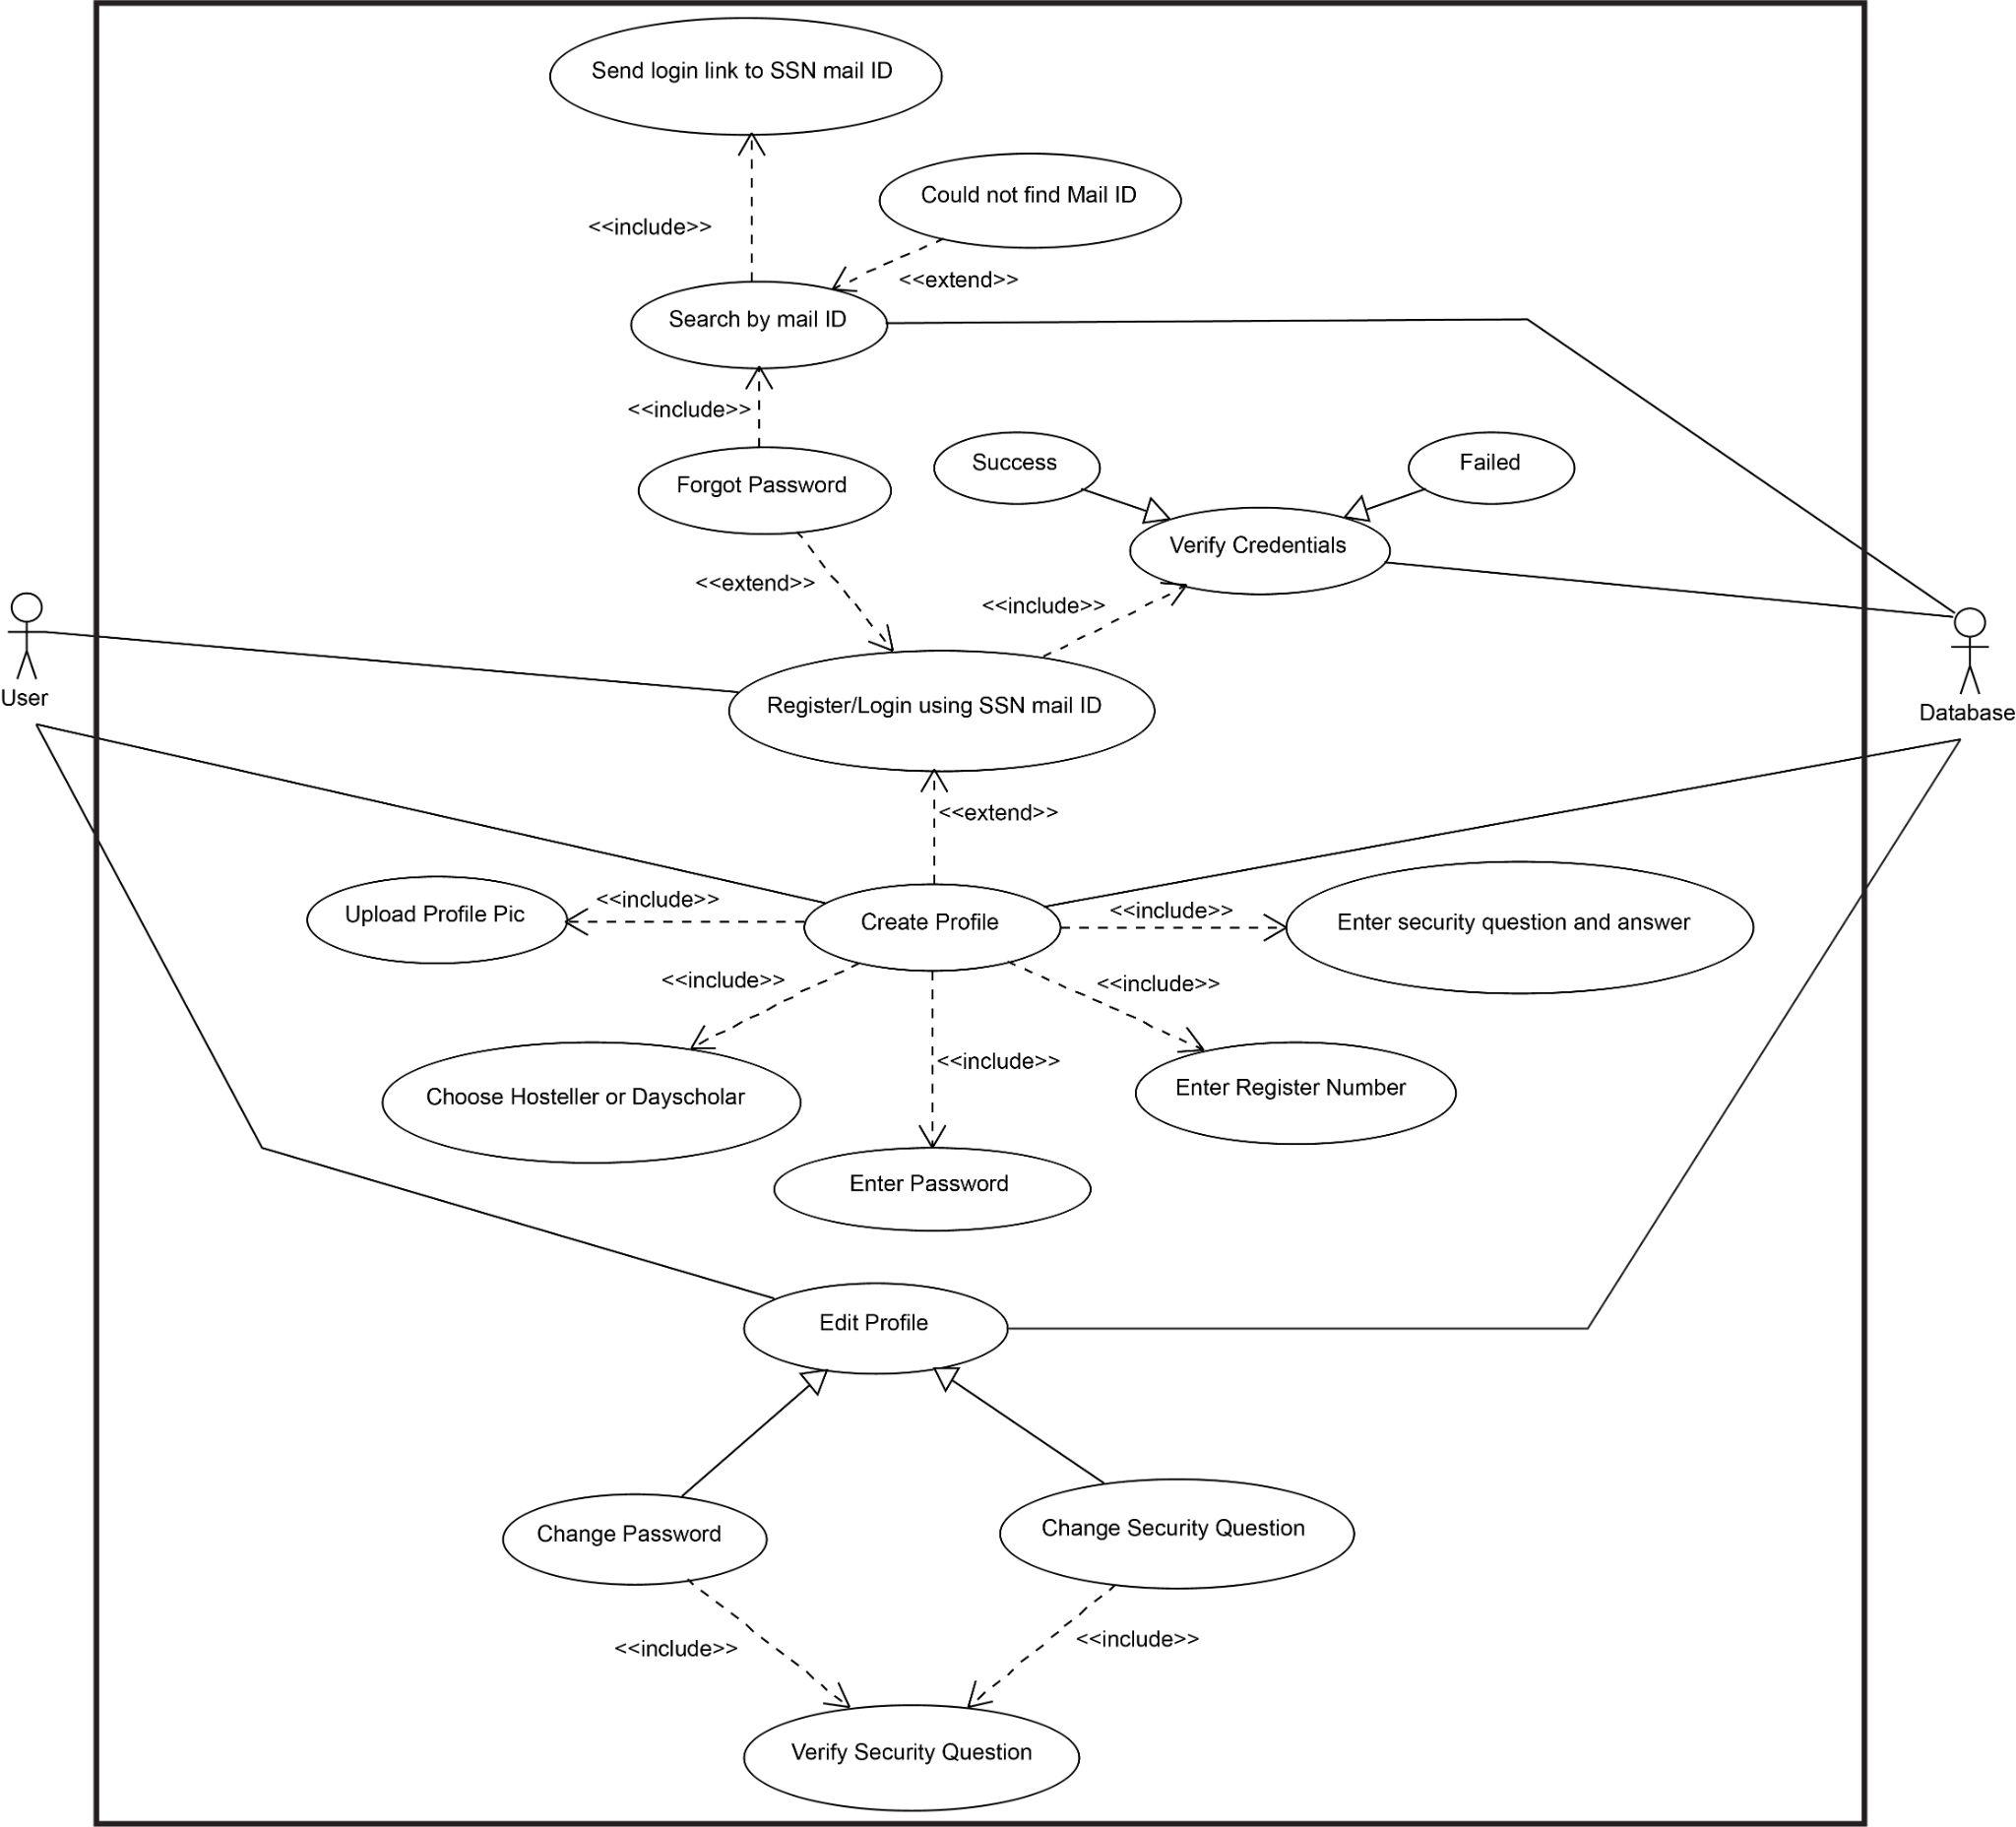 Send login link to SSN mail ID
Could not find Mail ID
<<include>>
<<extend>>
Search by mail ID
<<include>>
Success
Failed
Forgot Password
Verify Credentials
<<extend>>
<<include>>
User
Register/Login using SSN mail ID
Database
<<extend>>
<<include>>
<<include>>
Upload Profile Pic
Create Profile
Enter security question and answer
<<include>>
<<include>>
<<include>>
Choose Hosteller or Dayscholar
Enter Register Number
Enter Password
Edit Profile
Change Password
Change Security Question
<<include>>
<<include>>
Verify Security Question